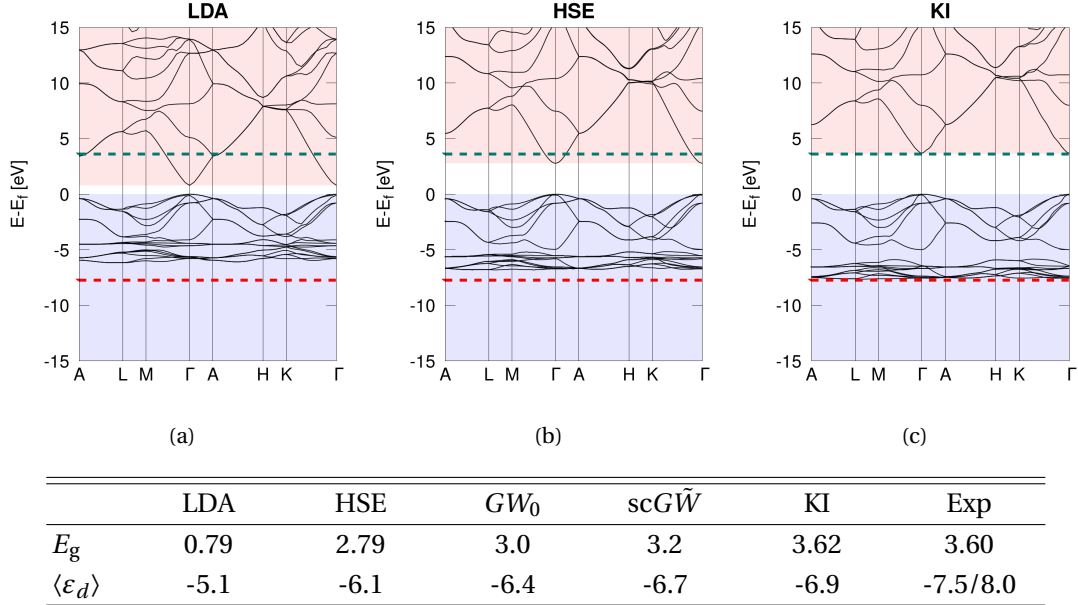 LDA HSE KI
15 15 15
10 10 10
5 5 5
0 0 0
-5 -5 -5
-10 -10 -10
-15 -15 -15
E-E_f [eV] E-E_f [eV] E-E_f [eV]
A L M Γ A H K Γ A L M Γ A H K Γ A L M Γ A H K Γ
(a) (b) (c)
LDA HSE GW₀ scGW̃ KI Exp
E_g 0.79 2.79 3.0 3.2 3.62 3.60
⟨ε_d⟩ -5.1 -6.1 -6.4 -6.7 -6.9 -7.5/8.0